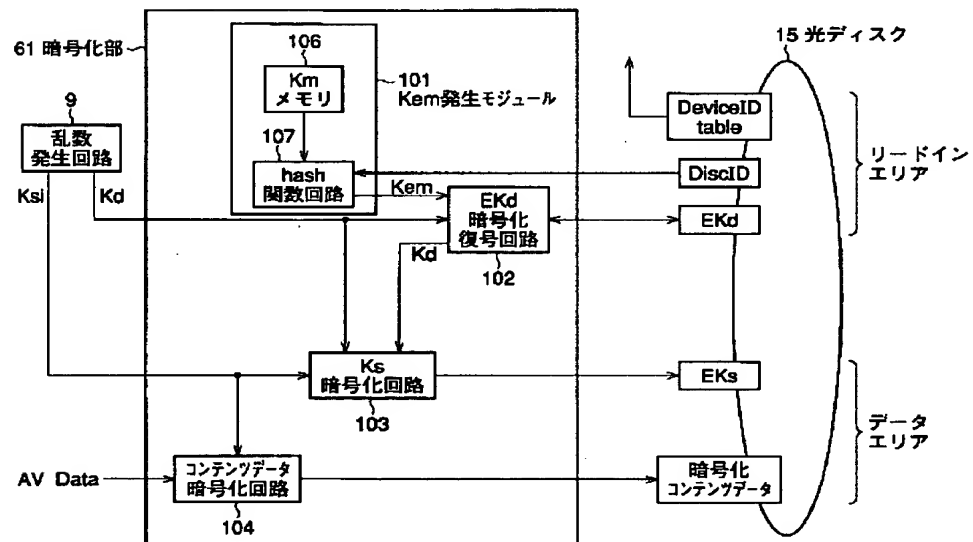 61 暗号化部
15 光ディスク
106
Km
メモリ
101
Kem発生モジュール
9
乱数
発生回路
107
hash
関数回路
DeviceID
table
DiscID
リードイン
エリア
Ksi
Kd
Kem
EKd
暗号化
復号回路
EKd
Kd
102
Ks
暗号化回路
103
EKs
データ
エリア
AV Data
コンテンツデータ
暗号化回路
104
暗号化
コンテンツデータ